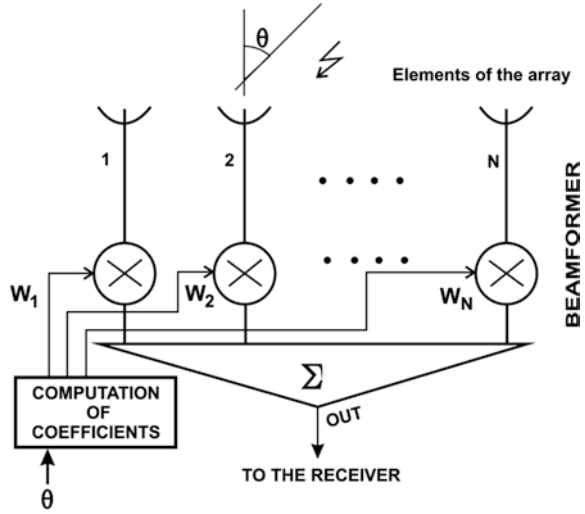 θ
Elements of the array
1
2
N
• • • •
• • • •
BEAMFORMER
W1
W2
WN
Σ
COMPUTATION
OF
COEFFICIENTS
OUT
TO THE RECEIVER
θ